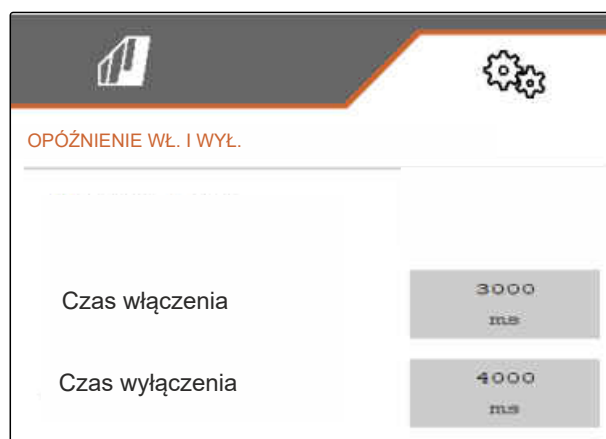 OPÓŹNIENIE WŁ. I WYŁ.
Czas włączenia
3000
ms
Czas wyłączenia
4000
ms